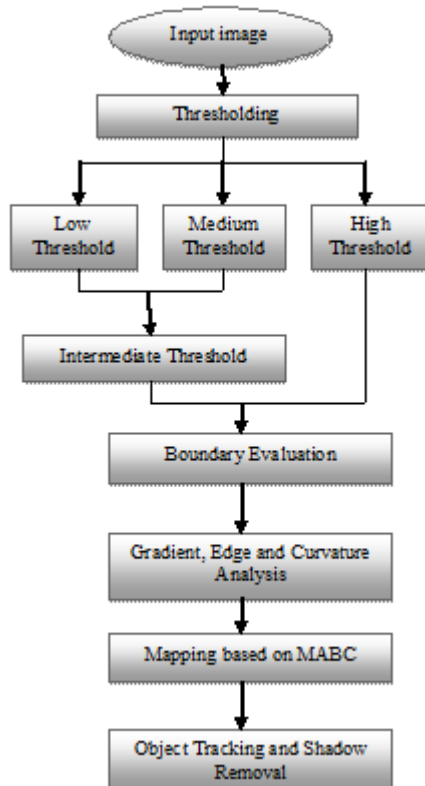 Input image
Thresholding
Low
Threshold
Medium
Threshold
High
Threshold
Intermediate Threshold
Boundary Evaluation
Gradient, Edge and Curvature
Analysis
Mapping based on MABC
Object Tracking and Shadow
Removal